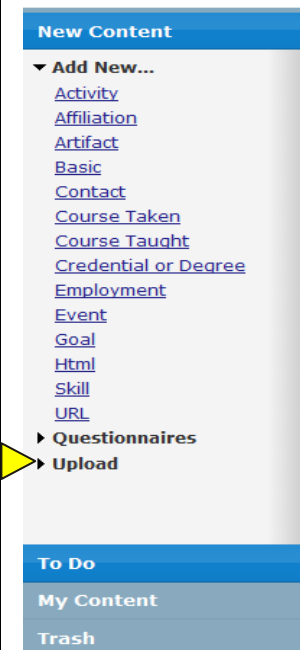 New Content
Add New...
Activity
Affiliation
Artifact
Basic
Contact
Course Taken
Course Taught
Credential or Degree
Employment
Event
Goal
Html
Skill
URL
Questionnaires
Upload
To Do
My Content
Trash